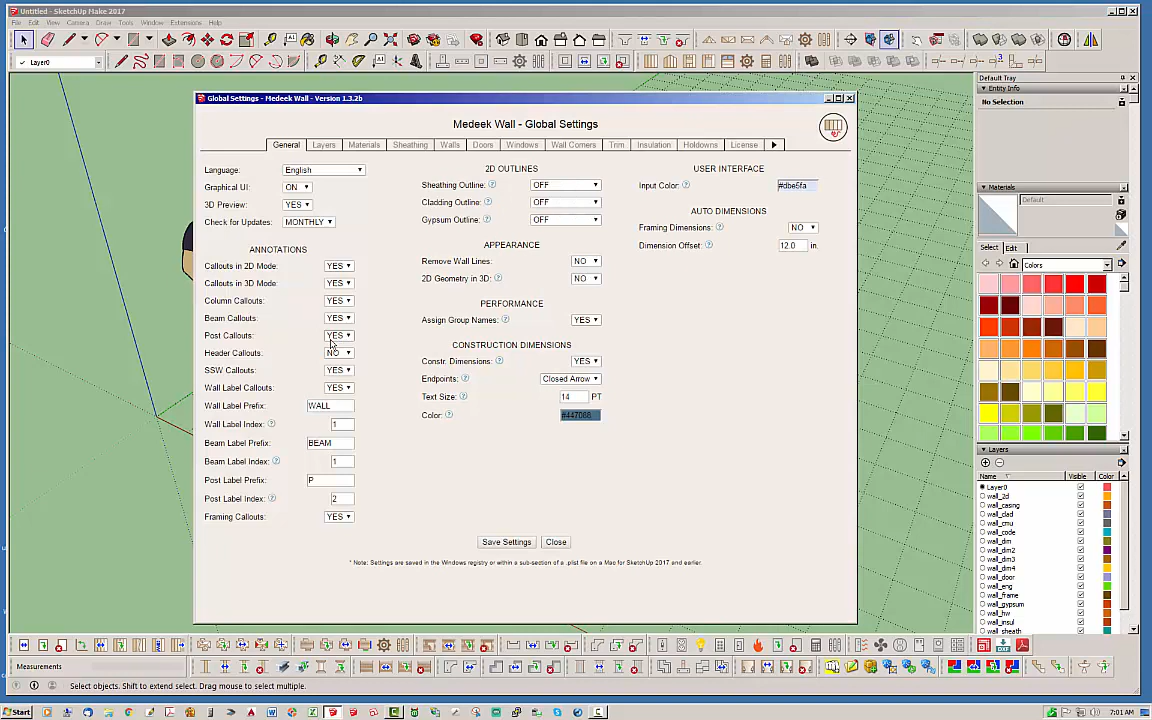 Untitled - SketchUp Make 2017
File Edit View Camera Draw Tools Window Extensions Help
Layer0
Global Settings - Medeek Wall - Version 1.3.2b
Medeek Wall - Global Settings
General Layers Materials Sheathing Walls Doors Windows Wall Corners Trim Insulation Holdowns License
Language: English
Graphical UI: ON
3D Preview: YES
Check for Updates: MONTHLY
ANNOTATIONS
Callouts in 2D Mode: YES
Callouts in 3D Mode: YES
Column Callouts: YES
Beam Callouts: YES
Post Callouts: YES
Header Callouts: NO
SSW Callouts: YES
Wall Label Callouts: YES
Wall Label Prefix: WALL
Wall Label Index: 1
Beam Label Prefix: BEAM
Beam Label Index: 1
Post Label Prefix: P
Post Label Index: 2
Framing Callouts: YES
2D OUTLINES
Sheathing Outline: OFF
Cladding Outline: OFF
Gypsum Outline: OFF
APPEARANCE
Remove Wall Lines: NO
2D Geometry in 3D: NO
PERFORMANCE
Assign Group Names: YES
CONSTRUCTION DIMENSIONS
Constr. Dimensions: YES
Endpoints: Closed Arrow
Text Size: 14 PT
Color: #447088
USER INTERFACE
Input Color: #dbe5fa
AUTO DIMENSIONS
Framing Dimensions: NO
Dimension Offset: 12.0 in.
Save Settings Close
* Note: Settings are saved in the Windows registry or within a sub-section of a .plist file on a Mac for SketchUp 2017 and earlier.
Default Tray
Entity Info
No Selection
Materials
Default
Select Edit
Colors
Layers
Name Visible Color
Layer0
wall_2d
wall_casing
wall_clad
wall_cmu
wall_code
wall_dim
wall_dim2
wall_dim3
wall_dim4
wall_door
wall_eng
wall_frame
wall_gypsum
wall_hw
wall_insul
wall_sheath
Measurements
Select objects. Shift to extend select. Drag mouse to select multiple.
Start
7:01 AM